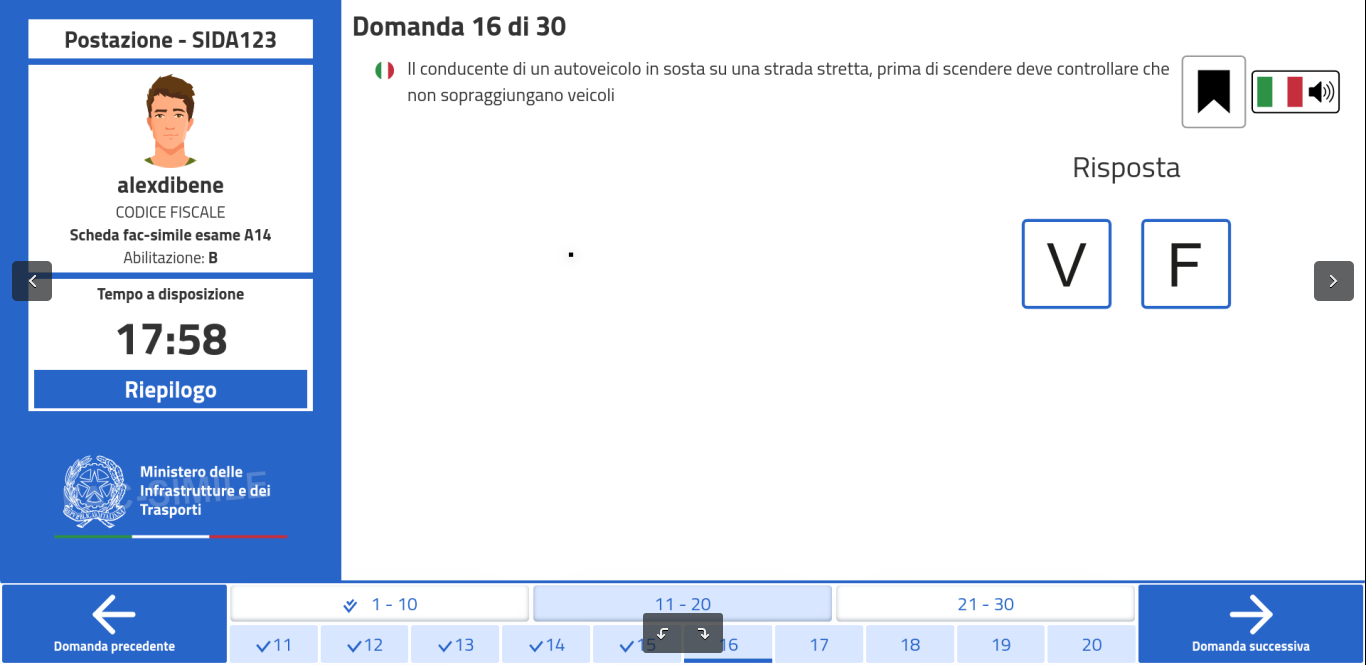 Postazione - SIDA123
alexdibene
CODICE FISCALE
Scheda fac-simile esame A14
Abilitazione: B
Tempo a disposizione
17:58
Riepilogo
FAC-SIMILE
Ministero delle
Infrastrutture e dei
Trasporti
Domanda 16 di 30
Il conducente di un autoveicolo in sosta su una strada stretta, prima di scendere deve controllare che
non sopraggiungano veicoli
Risposta
V F
Domanda precedente
1 - 10 11 - 20 21 - 30
11 12 13 14 15 16 17 18 19 20
Domanda successiva